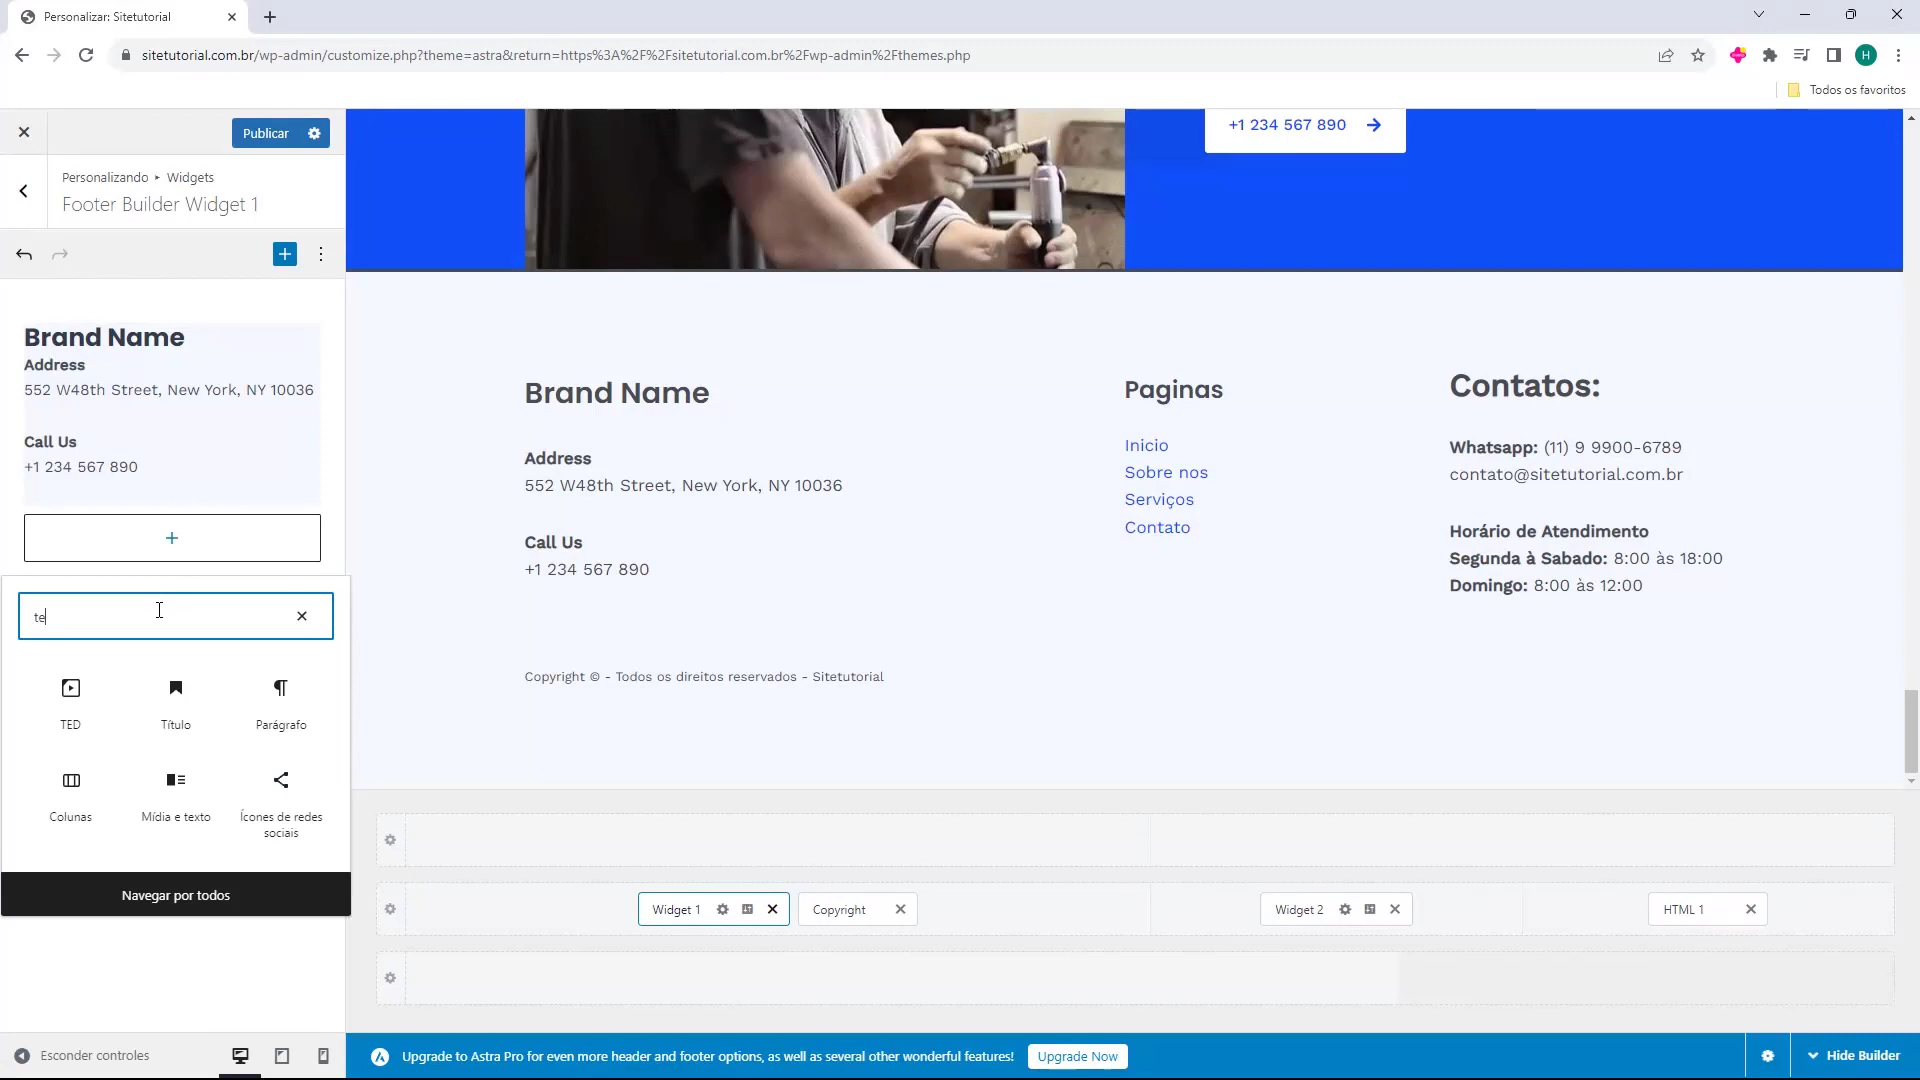 Personalizar: Sitetutorial
sitetutorial.com.br/wp-admin/customize.php?theme=astra&return=https%3A%2F%2Fsitetutorial.com.br%2Fwp-admin%2Fthemes.php
H
Todos os favoritos
Publicar
Personalizando ▸ Widgets
Footer Builder Widget 1
Brand Name
Address
552 W48th Street, New York, NY 10036
Call Us
+1 234 567 890
te
TED
Título
Parágrafo
Colunas
Mídia e texto
Ícones de redes
sociais
Navegar por todos
Esconder controles
+1 234 567 890
Brand Name
Address
552 W48th Street, New York, NY 10036
Call Us
+1 234 567 890
Paginas
Inicio
Sobre nos
Serviços
Contato
Contatos:
Whatsapp: (11) 9 9900-6789
contato@sitetutorial.com.br
Horário de Atendimento
Segunda à Sabado: 8:00 às 18:00
Domingo: 8:00 às 12:00
Copyright © - Todos os direitos reservados - Sitetutorial
Widget 1
Copyright
Widget 2
HTML 1
Upgrade to Astra Pro for even more header and footer options, as well as several other wonderful features!
Upgrade Now
Hide Builder